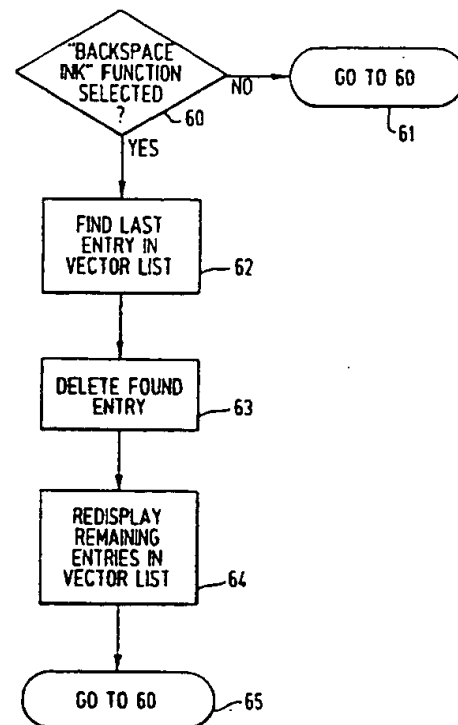 "BACKSPACE
INK" FUNCTION
SELECTED
?
60
NO
GO TO 60
61
YES
FIND LAST
ENTRY IN
VECTOR LIST
62
DELETE FOUND
ENTRY
63
REDISPLAY
REMAINING
ENTRIES IN
VECTOR LIST
64
GO TO 60
65